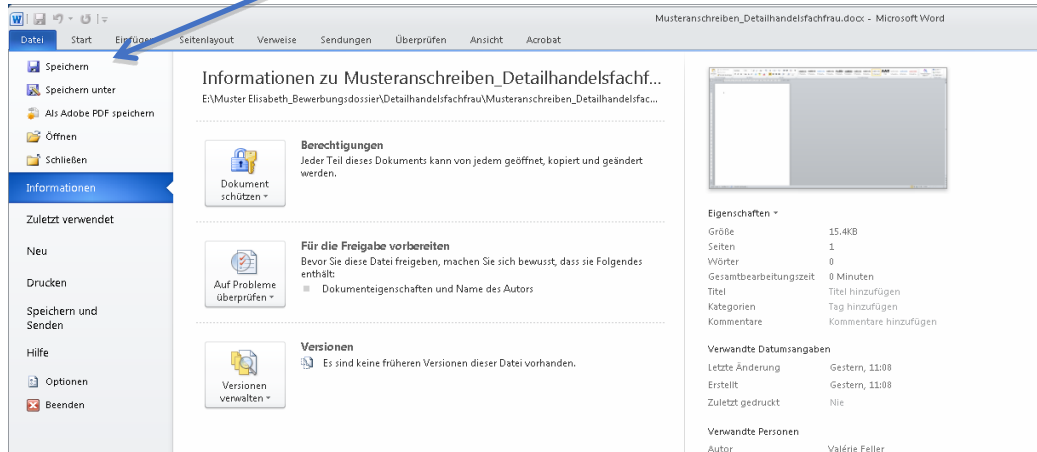 Musteranschreiben_Detailhandelsfachfrau.docx - Microsoft Word
Datei Start Einfügen Seitenlayout Verweise Sendungen Überprüfen Ansicht Acrobat
Speichern
Speichern unter
Als Adobe PDF speichern
Öffnen
Schließen
Informationen
Zuletzt verwendet
Neu
Drucken
Speichern und
Senden
Hilfe
Optionen
Beenden
Informationen zu Musteranschreiben_Detailhandelsfachf...
E:\Muster Elisabeth_Bewerbungsdossier\Detailhandelsfachfrau\Musteranschreiben_Detailhandelsfac...
Dokument
schützen
Berechtigungen
Jeder Teil dieses Dokuments kann von jedem geöffnet, kopiert und geändert
werden.
Auf Probleme
überprüfen
Für die Freigabe vorbereiten
Bevor Sie diese Datei freigeben, machen Sie sich bewusst, dass sie Folgendes
enthält:
Dokumenteigenschaften und Name des Autors
Versionen
verwalten
Versionen
Es sind keine früheren Versionen dieser Datei vorhanden.
Eigenschaften
Größe 15.4KB
Seiten 1
Wörter 0
Gesamtbearbeitungszeit 0 Minuten
Titel Titel hinzufügen
Kategorien Tag hinzufügen
Kommentare Kommentare hinzufügen
Verwandte Datumsangaben
Letzte Änderung Gestern, 11:08
Erstellt Gestern, 11:08
Zuletzt gedruckt Nie
Verwandte Personen
Autor Valérie Feller